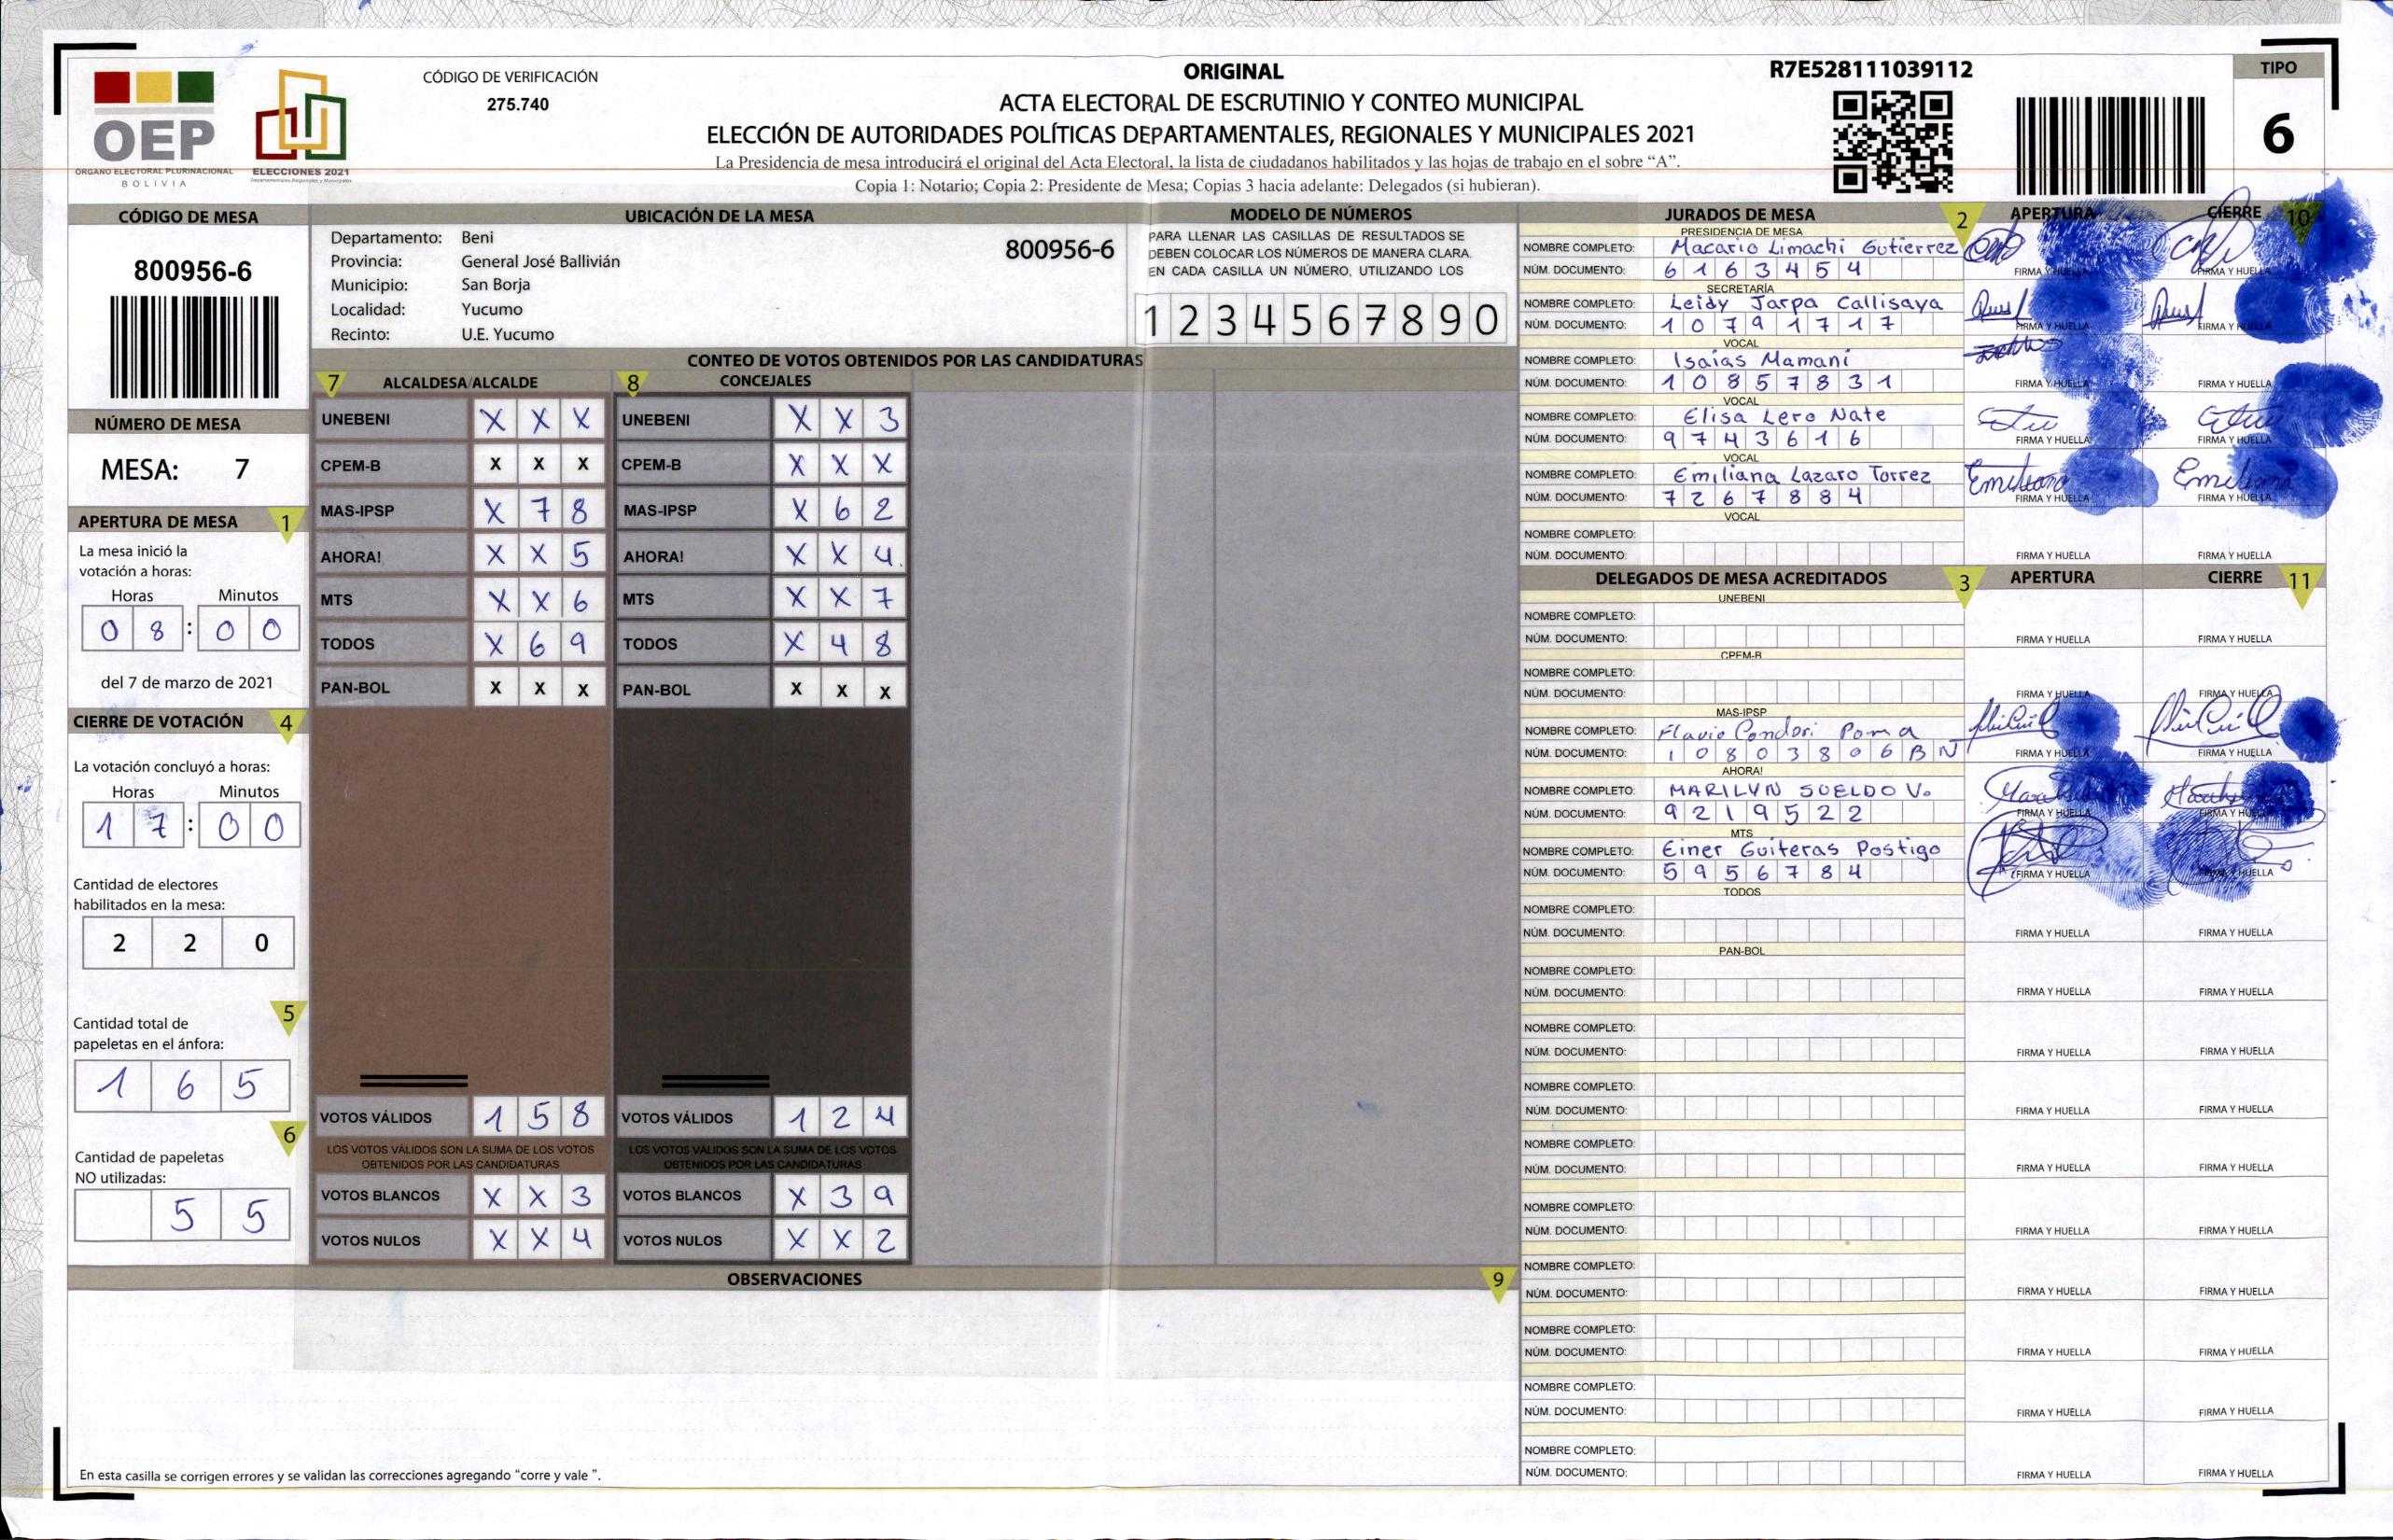 OEP
ÓRGANO ELECTORAL PLURINACIONAL
BOLIVIA
ELECCIONES 2021
Departamentales, Regionales y Municipales
CÓDIGO DE VERIFICACIÓN
275.740
ORIGINAL
ACTA ELECTORAL DE ESCRUTINIO Y CONTEO MUNICIPAL
ELECCIÓN DE AUTORIDADES POLÍTICAS DEPARTAMENTALES, REGIONALES Y MUNICIPALES 2021
La Presidencia de mesa introducirá el original del Acta Electoral, la lista de ciudadanos habilitados y las hojas de trabajo en el sobre “A”.
Copia 1: Notario; Copia 2: Presidente de Mesa; Copias 3 hacia adelante: Delegados (si hubieran).
R7E528111039112
TIPO
6
CÓDIGO DE MESA
800956-6
NÚMERO DE MESA
MESA: 7
APERTURA DE MESA 1
La mesa inició la
votación a horas:
Horas Minutos
0 8 : 0 0
del 7 de marzo de 2021
CIERRE DE VOTACIÓN 4
La votación concluyó a horas:
Horas Minutos
1 7 : 0 0
Cantidad de electores
habilitados en la mesa:
2 2 0
5
Cantidad total de
papeletas en el ánfora:
1 6 5
6
Cantidad de papeletas
NO utilizadas:
5 5
UBICACIÓN DE LA MESA
Departamento: Beni
Provincia: General José Ballivián
Municipio: San Borja
Localidad: Yucumo
Recinto: U.E. Yucumo
800956-6
MODELO DE NÚMEROS
PARA LLENAR LAS CASILLAS DE RESULTADOS SE
DEBEN COLOCAR LOS NÚMEROS DE MANERA CLARA.
EN CADA CASILLA UN NÚMERO, UTILIZANDO LOS
1 2 3 4 5 6 7 8 9 0
CONTEO DE VOTOS OBTENIDOS POR LAS CANDIDATURAS
7 ALCALDESA/ALCALDE 8 CONCEJALES
UNEBENI X X X UNEBENI X X 3
CPEM-B X X X CPEM-B X X X
MAS-IPSP X 7 8 MAS-IPSP X 6 2
AHORA! X X 5 AHORA! X X 4
MTS X X 6 MTS X X 7
TODOS X 6 9 TODOS X 4 8
PAN-BOL X X X PAN-BOL X X X
VOTOS VÁLIDOS 1 5 8 VOTOS VÁLIDOS 1 2 4
LOS VOTOS VÁLIDOS SON LA SUMA DE LOS VOTOS LOS VOTOS VÁLIDOS SON LA SUMA DE LOS VOTOS
OBTENIDOS POR LAS CANDIDATURAS OBTENIDOS POR LAS CANDIDATURAS
VOTOS BLANCOS X X 3 VOTOS BLANCOS X 3 9
VOTOS NULOS X X 4 VOTOS NULOS X X 2
OBSERVACIONES 9
En esta casilla se corrigen errores y se validan las correcciones agregando “corre y vale ”.
JURADOS DE MESA 2 APERTURA CIERRE 10
PRESIDENCIA DE MESA
NOMBRE COMPLETO: Macario Limachi Gutierrez
NÚM. DOCUMENTO: 6 1 6 3 4 5 4 FIRMA Y HUELLA FIRMA Y HUELLA
SECRETARÍA
NOMBRE COMPLETO: Leidy Jarpa Callisaya
NÚM. DOCUMENTO: 1 0 7 9 1 7 1 7 FIRMA Y HUELLA FIRMA Y HUELLA
VOCAL
NOMBRE COMPLETO: Isaias Mamani
NÚM. DOCUMENTO: 1 0 8 5 7 8 3 1 FIRMA Y HUELLA FIRMA Y HUELLA
VOCAL
NOMBRE COMPLETO: Elisa Lero Nate
NÚM. DOCUMENTO: 9 7 4 3 6 1 6 FIRMA Y HUELLA FIRMA Y HUELLA
VOCAL
NOMBRE COMPLETO: Emiliana Lazaro Torrez Emiliana Emiliana
NÚM. DOCUMENTO: 7 2 6 7 8 8 4 FIRMA Y HUELLA FIRMA Y HUELLA
VOCAL
NOMBRE COMPLETO:
NÚM. DOCUMENTO: FIRMA Y HUELLA FIRMA Y HUELLA
DELEGADOS DE MESA ACREDITADOS 3 APERTURA CIERRE 11
UNEBENI
NOMBRE COMPLETO:
NÚM. DOCUMENTO: FIRMA Y HUELLA FIRMA Y HUELLA
CPEM-B
NOMBRE COMPLETO:
NÚM. DOCUMENTO: FIRMA Y HUELLA FIRMA Y HUELLA
MAS-IPSP
NOMBRE COMPLETO: Flavio Condori Poma
NÚM. DOCUMENTO: 1 0 8 0 3 8 0 6 B N FIRMA Y HUELLA FIRMA Y HUELLA
AHORA!
NOMBRE COMPLETO: MARILYN SUELDO V.
NÚM. DOCUMENTO: 9 2 1 9 5 2 2 FIRMA Y HUELLA FIRMA Y HUELLA
MTS
NOMBRE COMPLETO: Einer Guiteras Postigo
NÚM. DOCUMENTO: 5 9 5 6 7 8 4 FIRMA Y HUELLA FIRMA Y HUELLA
TODOS
NOMBRE COMPLETO:
NÚM. DOCUMENTO: FIRMA Y HUELLA FIRMA Y HUELLA
PAN-BOL
NOMBRE COMPLETO:
NÚM. DOCUMENTO: FIRMA Y HUELLA FIRMA Y HUELLA
NOMBRE COMPLETO:
NÚM. DOCUMENTO: FIRMA Y HUELLA FIRMA Y HUELLA
NOMBRE COMPLETO:
NÚM. DOCUMENTO: FIRMA Y HUELLA FIRMA Y HUELLA
NOMBRE COMPLETO:
NÚM. DOCUMENTO: FIRMA Y HUELLA FIRMA Y HUELLA
NOMBRE COMPLETO:
NÚM. DOCUMENTO: FIRMA Y HUELLA FIRMA Y HUELLA
NOMBRE COMPLETO:
NÚM. DOCUMENTO: FIRMA Y HUELLA FIRMA Y HUELLA
NOMBRE COMPLETO:
NÚM. DOCUMENTO: FIRMA Y HUELLA FIRMA Y HUELLA
NOMBRE COMPLETO:
NÚM. DOCUMENTO: FIRMA Y HUELLA FIRMA Y HUELLA
NOMBRE COMPLETO:
NÚM. DOCUMENTO: FIRMA Y HUELLA FIRMA Y HUELLA